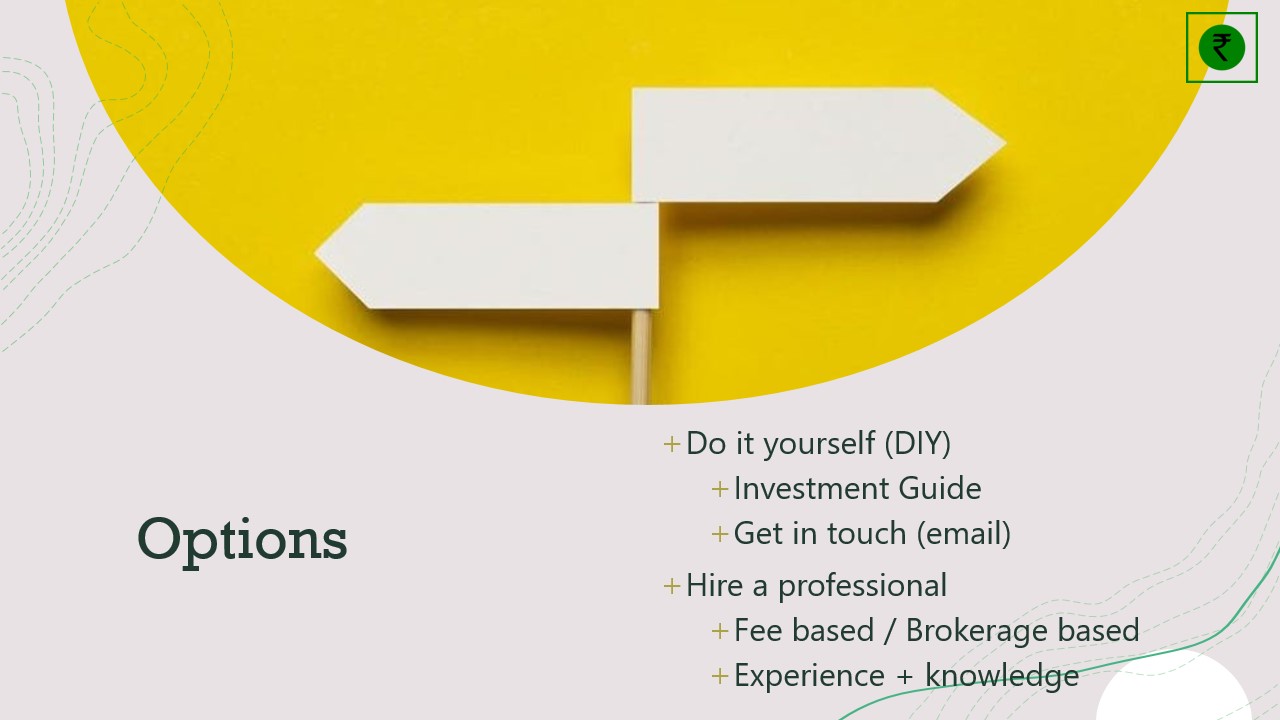 ₹
Options
+ Do it yourself (DIY)
+ Investment Guide
+ Get in touch (email)
+ Hire a professional
+ Fee based / Brokerage based
+ Experience + knowledge